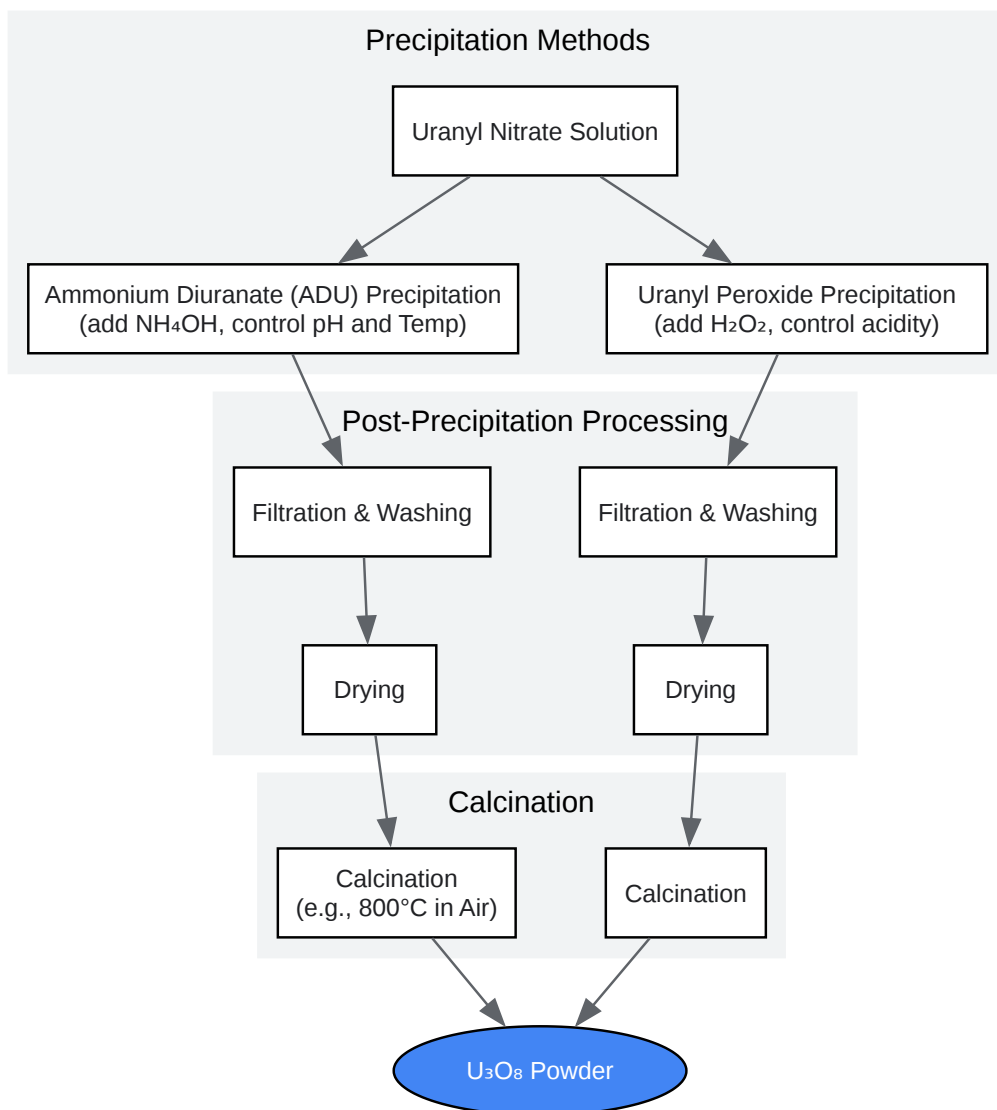 Precipitation Methods
Uranyl Nitrate Solution
Ammonium Diuranate (ADU) Precipitation
(add NH₄OH, control pH and Temp)
Uranyl Peroxide Precipitation
(add H₂O₂, control acidity)
Post-Precipitation Processing
Filtration & Washing
Filtration & Washing
Drying
Drying
Calcination
Calcination
(e.g., 800°C in Air)
Calcination
U₃O₈ Powder